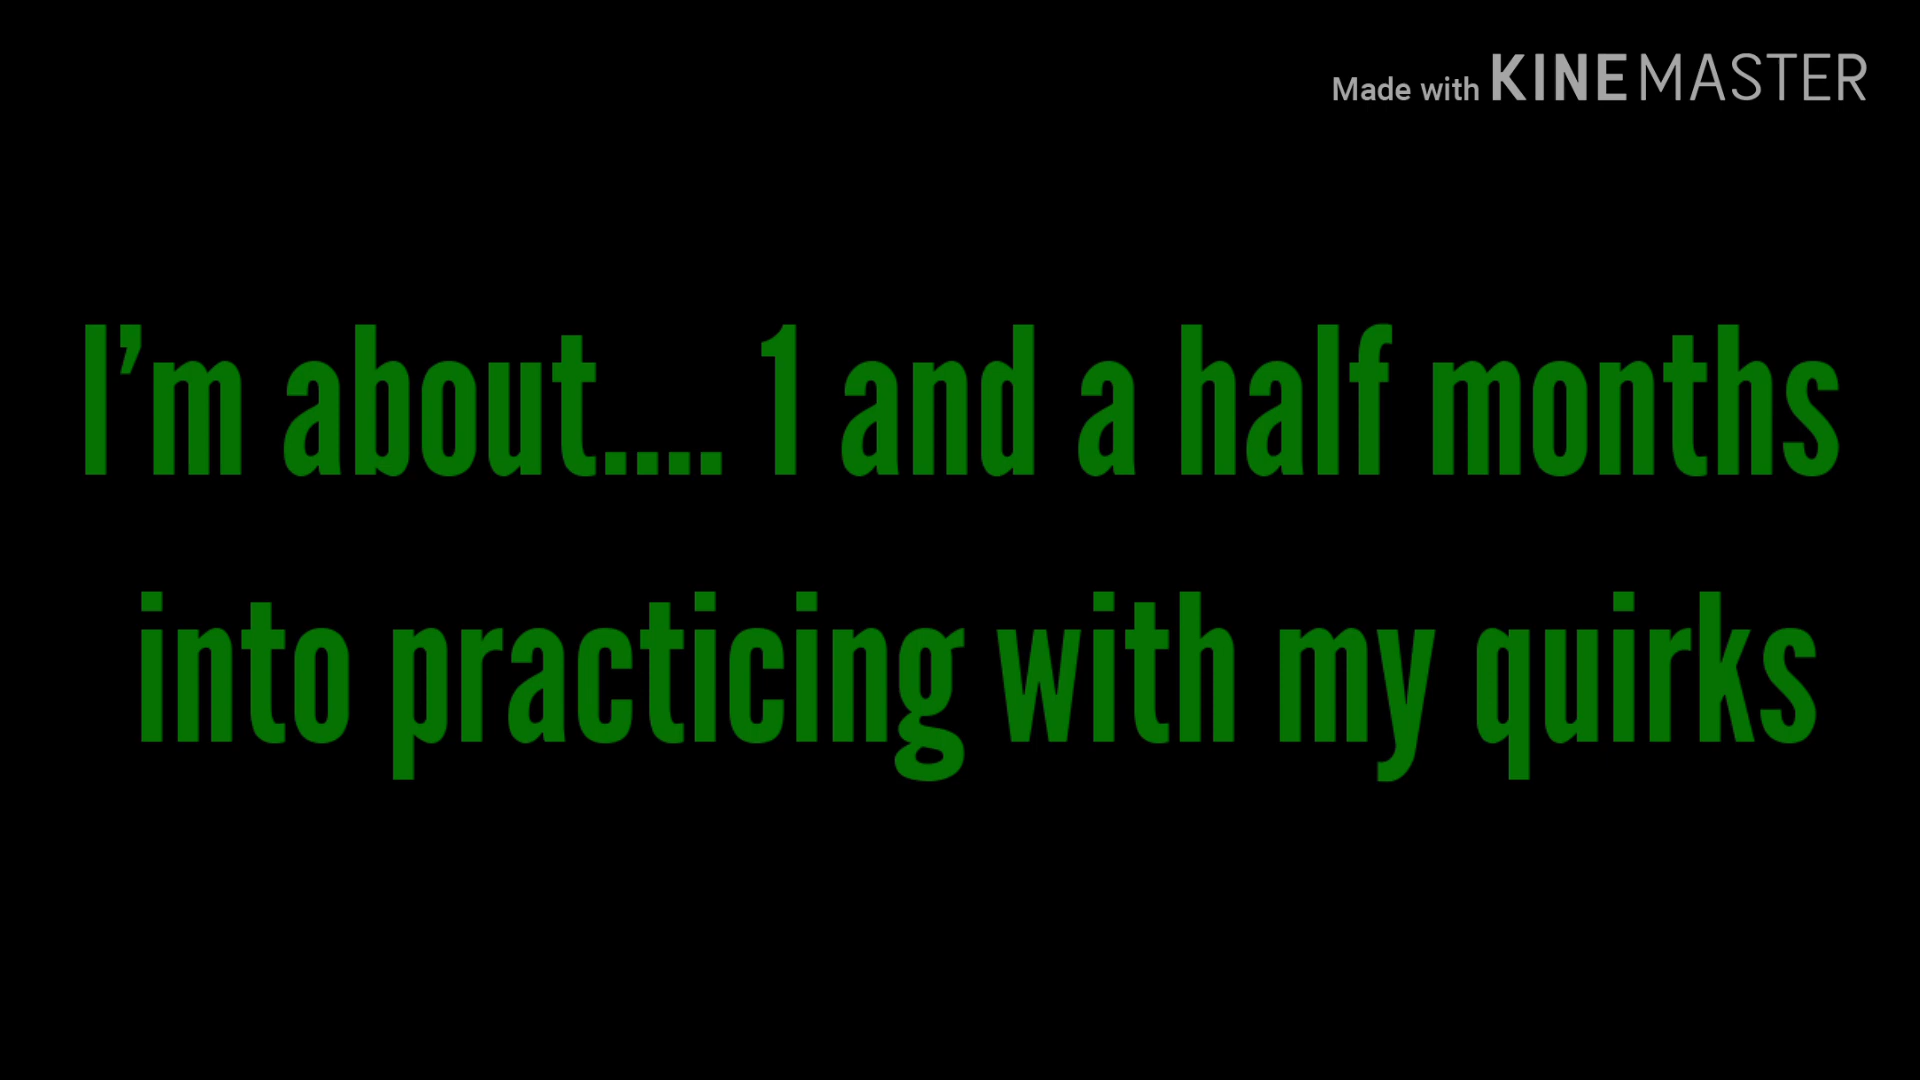 Made with KINEMASTER
I'm about.... 1 and a half months
into practicing with my quirks